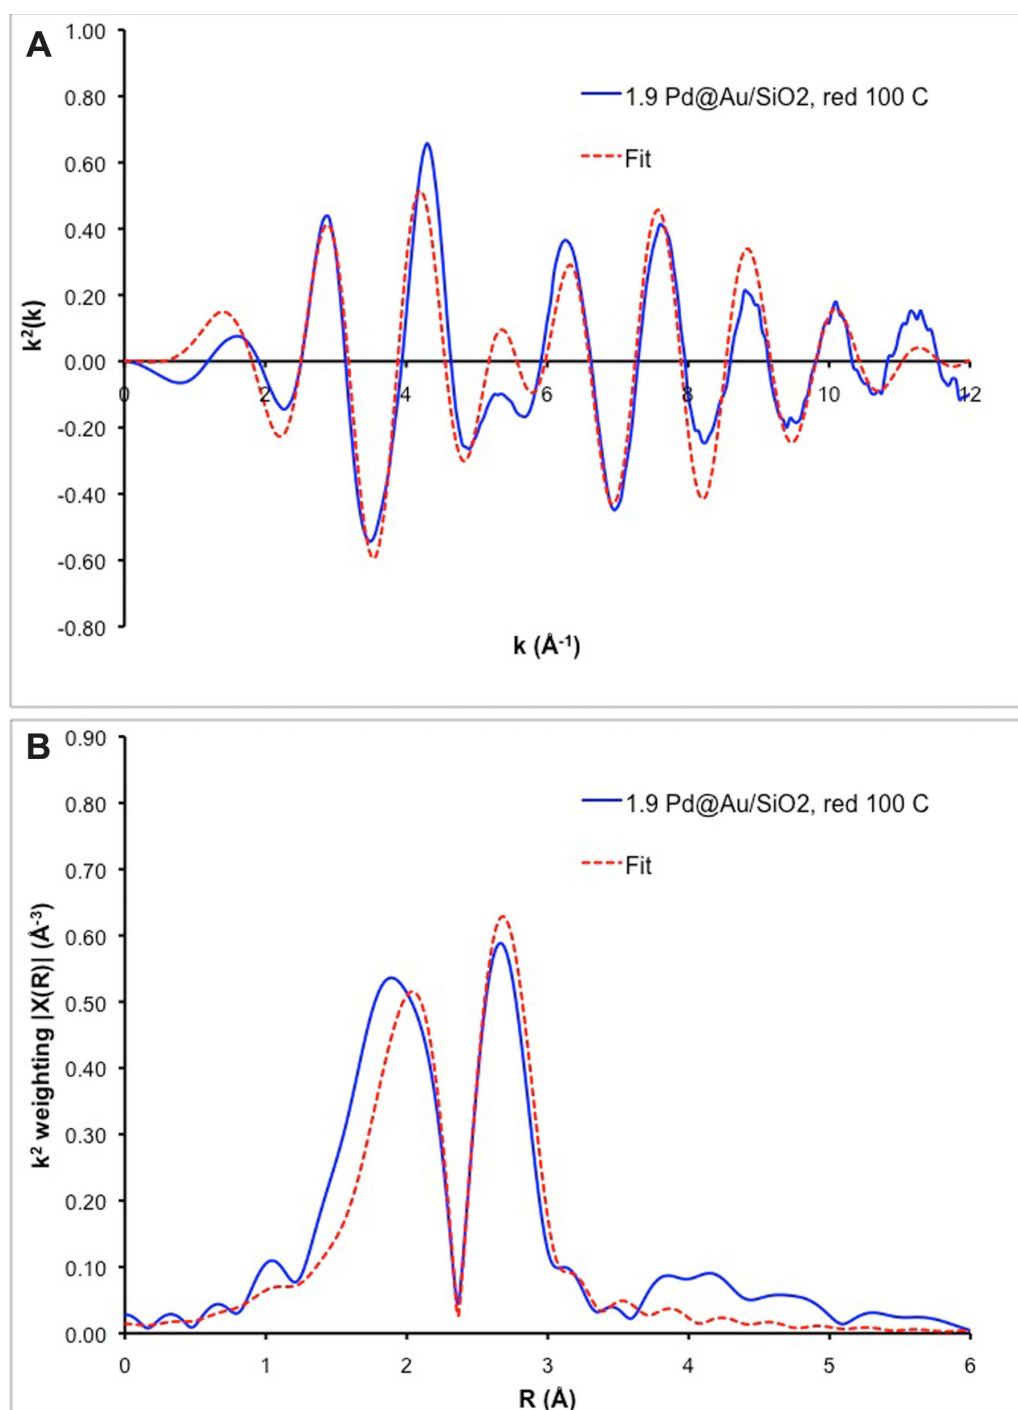 A
1.00
0.80
0.60
0.40
0.20
0.00
-0.20
-0.40
-0.60
-0.80
k²(k)
1.9 Pd@Au/SiO2, red 100 C
Fit
0 2 4 6 8 10 12
k (Å⁻¹)
B
0.90
0.80
0.70
0.60
0.50
0.40
0.30
0.20
0.10
0.00
k² weighting |X(R)| (Å⁻³)
1.9 Pd@Au/SiO2, red 100 C
Fit
0 1 2 3 4 5 6
R (Å)